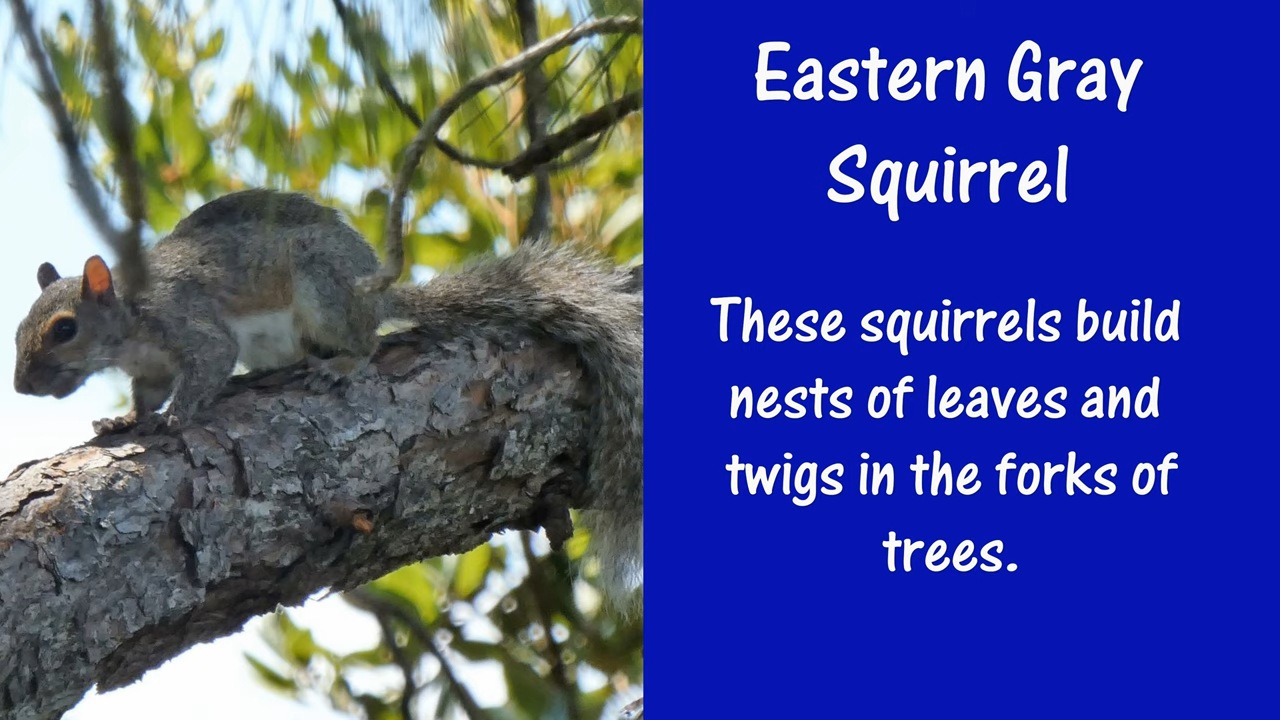 Eastern Gray
Squirrel
These squirrels build
nests of leaves and
twigs in the forks of
trees.